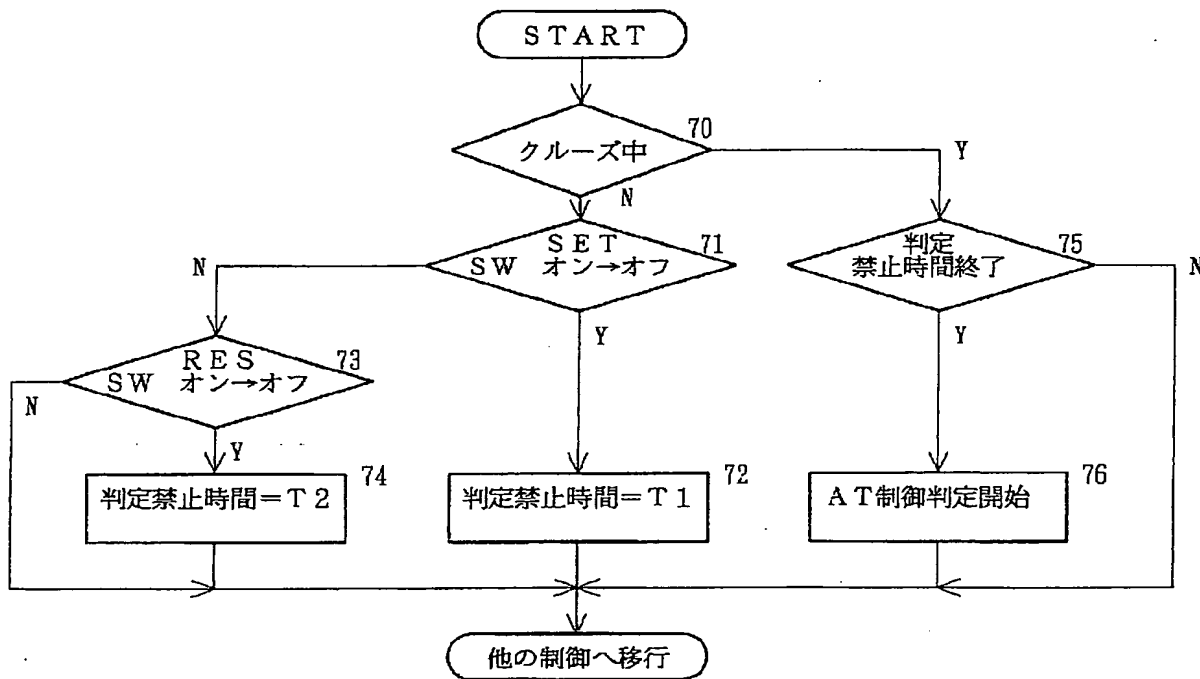 START
70
クルーズ中
Y
N
SET
71
SW オン→オフ
N
Y
判定
75
禁止時間終了
N
Y
RES
73
SW オン→オフ
N
Y
判定禁止時間=T2
74
判定禁止時間=T1
72
AT制御判定開始
76
他の制御へ移行